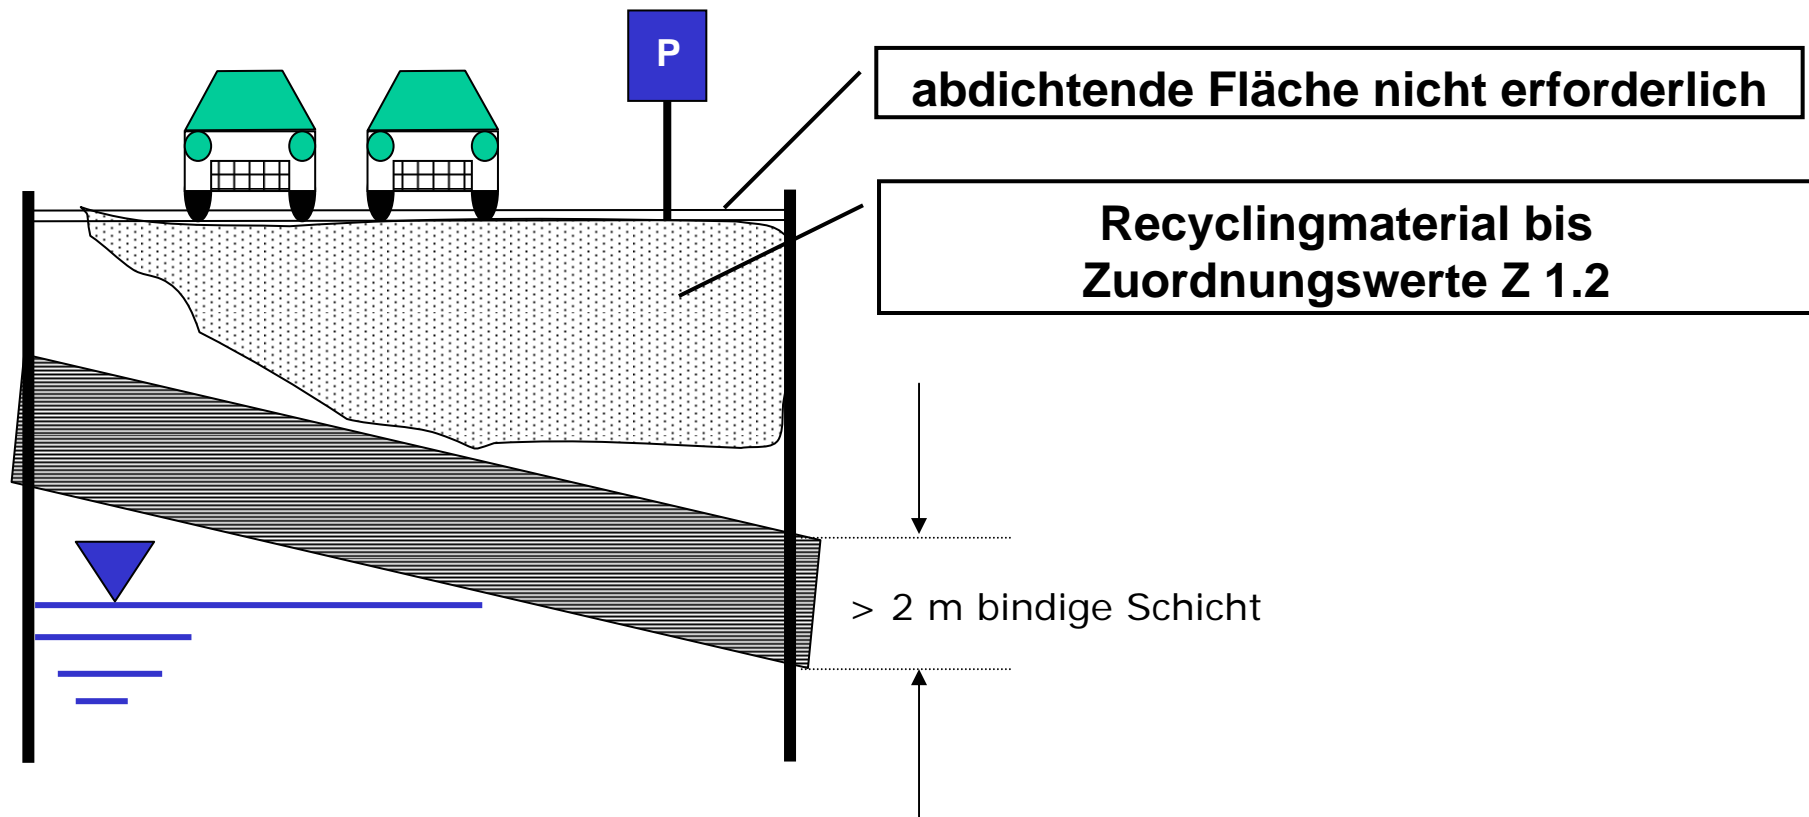 P
abdichtende Fläche nicht erforderlich
Recyclingmaterial bis
Zuordnungswerte Z 1.2
> 2 m bindige Schicht